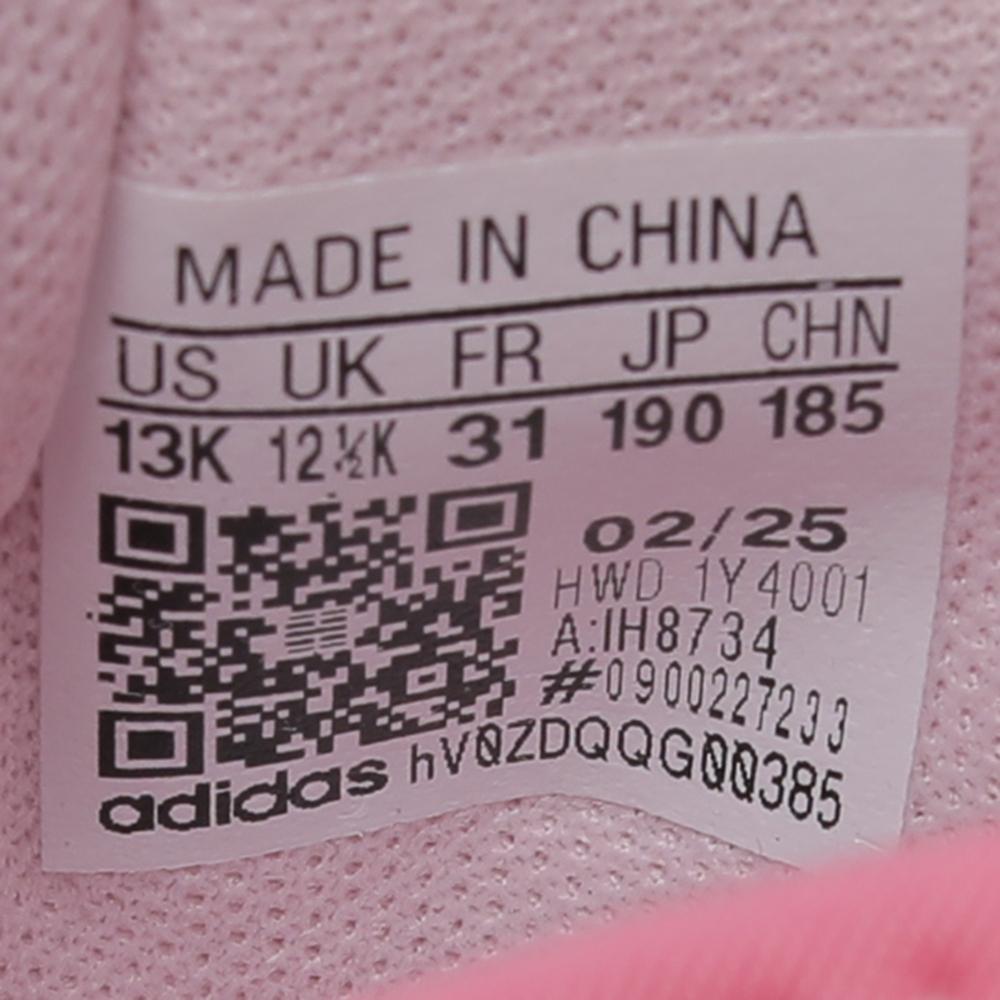 MADE IN CHINA
US UK FR JP CHN
13K 12½K 31 190 185
02/25
HWD 1Y4001
A:IH8734
#0900227233
adidas hV0ZDQQG00385